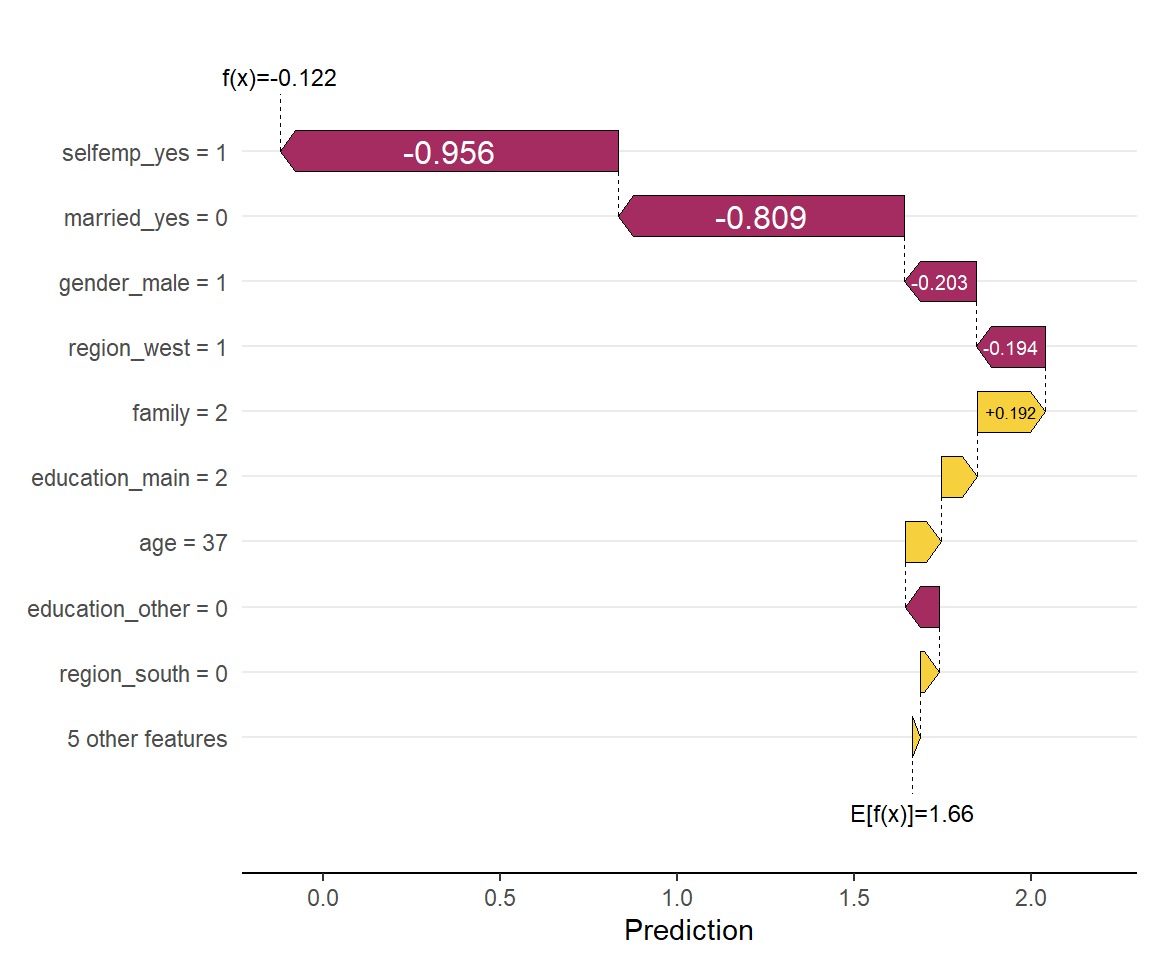 f(x)=-0.122
selfemp_yes = 1
-0.956
married_yes = 0
-0.809
gender_male = 1
-0.203
region_west = 1
-0.194
family = 2
+0.192
education_main = 2
age = 37
education_other = 0
region_south = 0
5 other features
E[f(x)]=1.66
0.0 0.5 1.0 1.5 2.0
Prediction